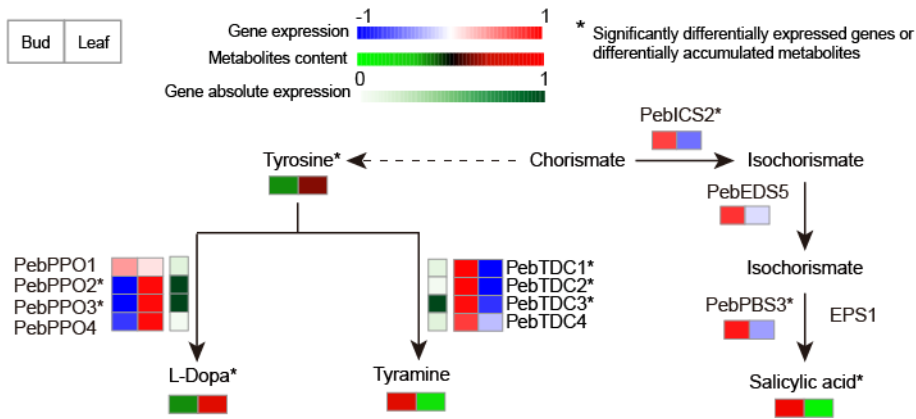 Bud Leaf
Gene expression
-1 1
Metabolites content
0 1
Gene absolute expression
* Significantly differentially expressed genes or
differentially accumulated metabolites
PebICS2*
Tyrosine*
Chorismate
Isochorismate
PebEDS5
PebPPO1
PebPPO2*
PebPPO3*
PebPPO4
PebTDC1*
PebTDC2*
PebTDC3*
PebTDC4
Isochorismate
PebPBS3*
EPS1
L-Dopa*
Tyramine
Salicylic acid*